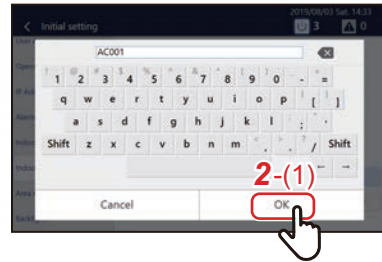 2019/08/03 Sat. 14:33
Initial setting 3 0
AC001
1 2 3 4 5 6 7 8 9 0 - =
q w e r t y u i o p [ ]
a s d f g h j k l ; '
Shift z x c v b n m , . / Shift
← →
2-(1)
Cancel OK